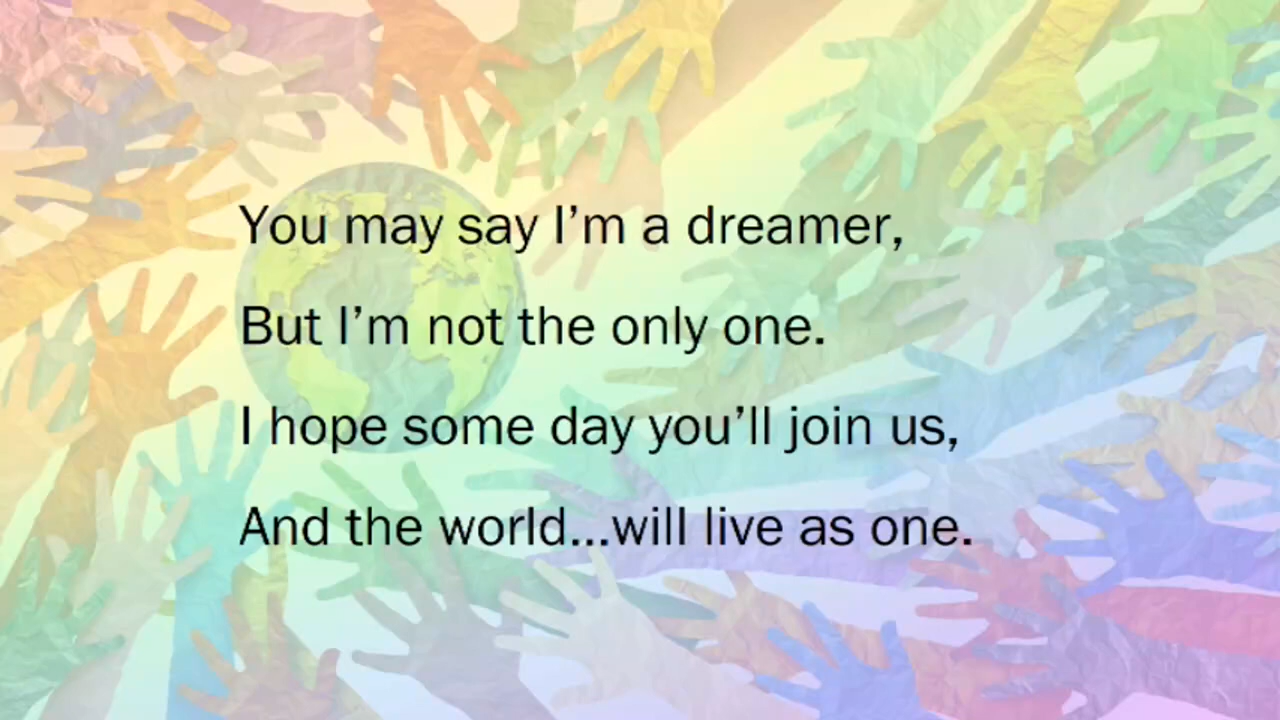 You may say I’m a dreamer,
But I’m not the only one.
I hope some day you’ll join us,
And the world...will live as one.